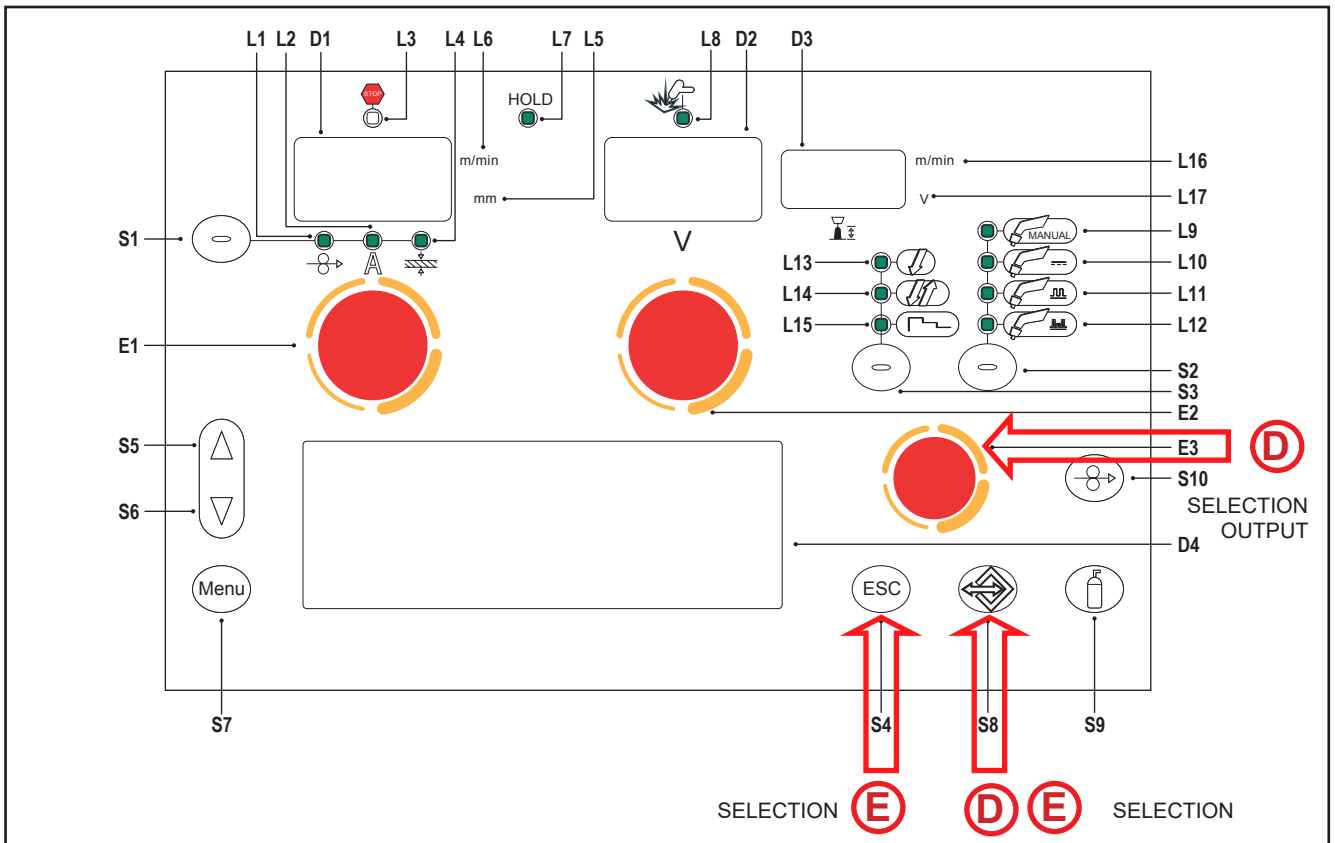 L1 L2 D1 L3 L4 L6 L7 L5 L8 D2 D3
STOP
HOLD
m/min
m/min L16
mm
V L17
S1
A
V
MANUAL L9
L13 L10
L14 L11
L15 L12
E1
S2
S3
E2
S5
E3 D
S10
S6
SELECTION
OUTPUT
D4
Menu
ESC
S7 S4 S8 S9
SELECTION E D E SELECTION